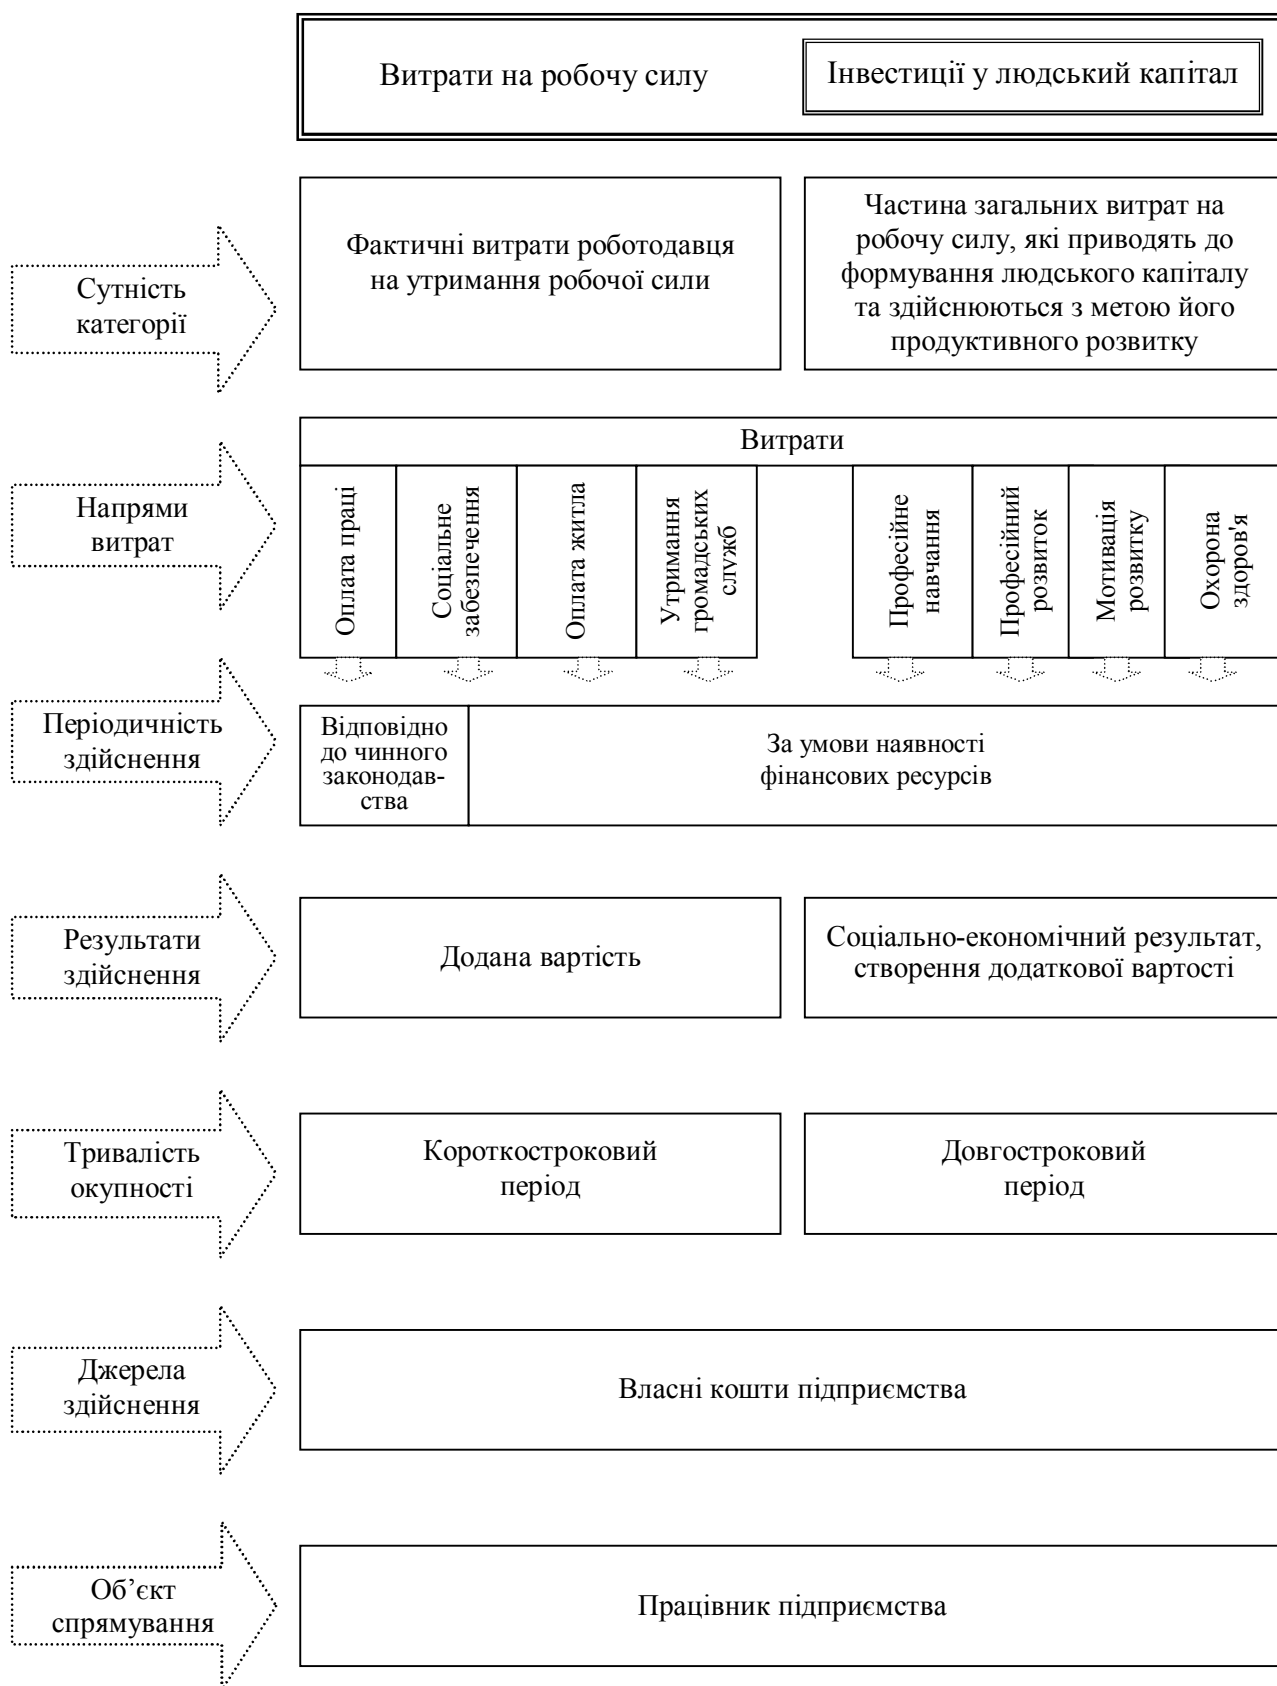 Витрати на робочу силу
Інвестиції у людський капітал
Сутність
категорії
Фактичні витрати роботодавця
на утримання робочої сили
Частина загальних витрат на
робочу силу, які приводять до
формування людського капіталу
та здійснюються з метою його
продуктивного розвитку
Напрями
витрат
Витрати
Оплата праці
Соціальне
забезпечення
Оплата житла
Утримання
громадських
служб
Професійне
навчання
Професійний
розвиток
Мотивація
розвитку
Охорона
здоров'я
Періодичність
здійснення
Відповідно
до чинного
законодав-
ства
За умови наявності
фінансових ресурсів
Результати
здійснення
Додана вартість
Соціально-економічний результат,
створення додаткової вартості
Тривалість
окупності
Короткостроковий
період
Довгостроковий
період
Джерела
здійснення
Власні кошти підприємства
Об’єкт
спрямування
Працівник підприємства